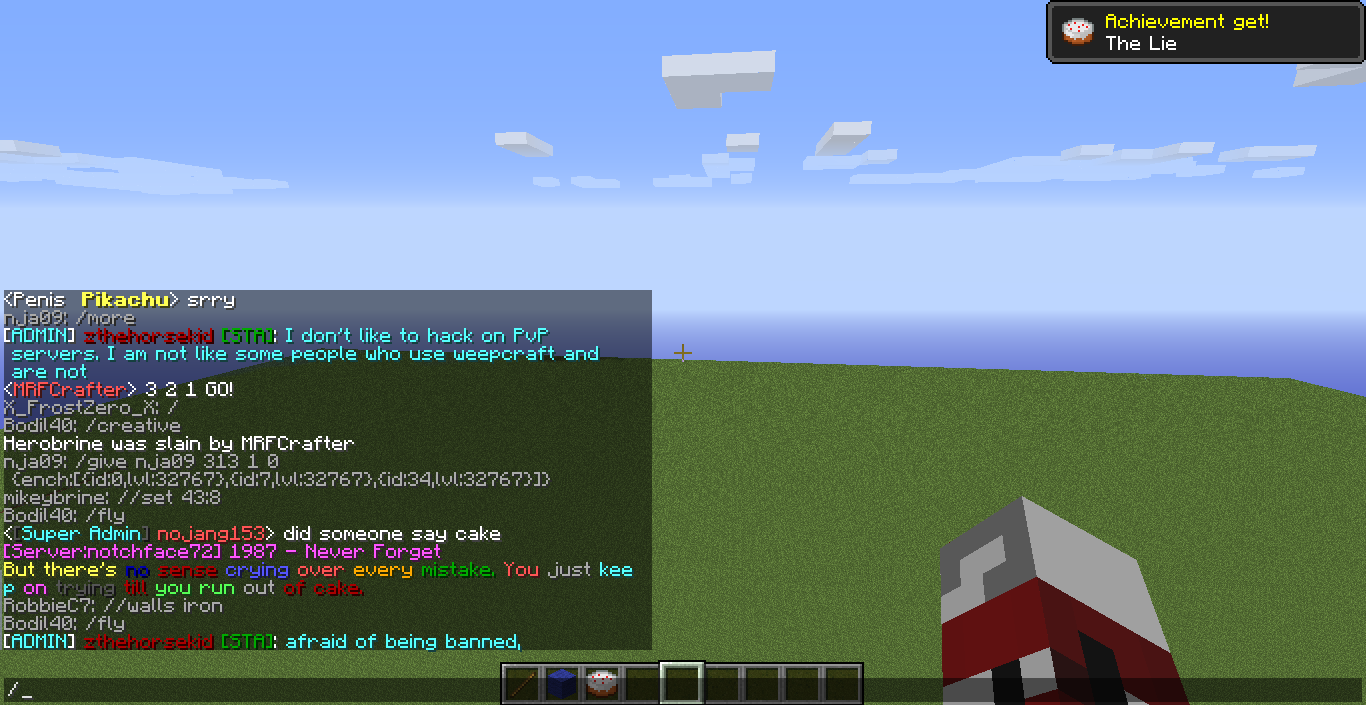 Achievement get!
The Lie
<Penis Pikachu> srry
nja09: /more
[ADMIN] zthehorsekid [STA]: I don't like to hack on PvP
servers. I am not like some people who use weepcraft and
are not
<MRFCrafter> 3 2 1 GO!
X_FrostZero_X: /
Bodil40: /creative
Herobrine was slain by MRFCrafter
nja09: /give nja09 313 1 0
{ench:[{id:0,lvl:32767},{id:7,lvl:32767},{id:34,lvl:32767}]}
mikeybrine: //set 43:8
Bodil40: /fly
<[Super Admin] nojang153> did someone say cake
[Server:notchface72] 1987 - Never Forget
But there's no sense crying over every mistake. You just kee
p on trying till you run out of cake.
RobbieC7: //walls iron
Bodil40: /fly
[ADMIN] zthehorsekid [STA]: afraid of being banned,
/_